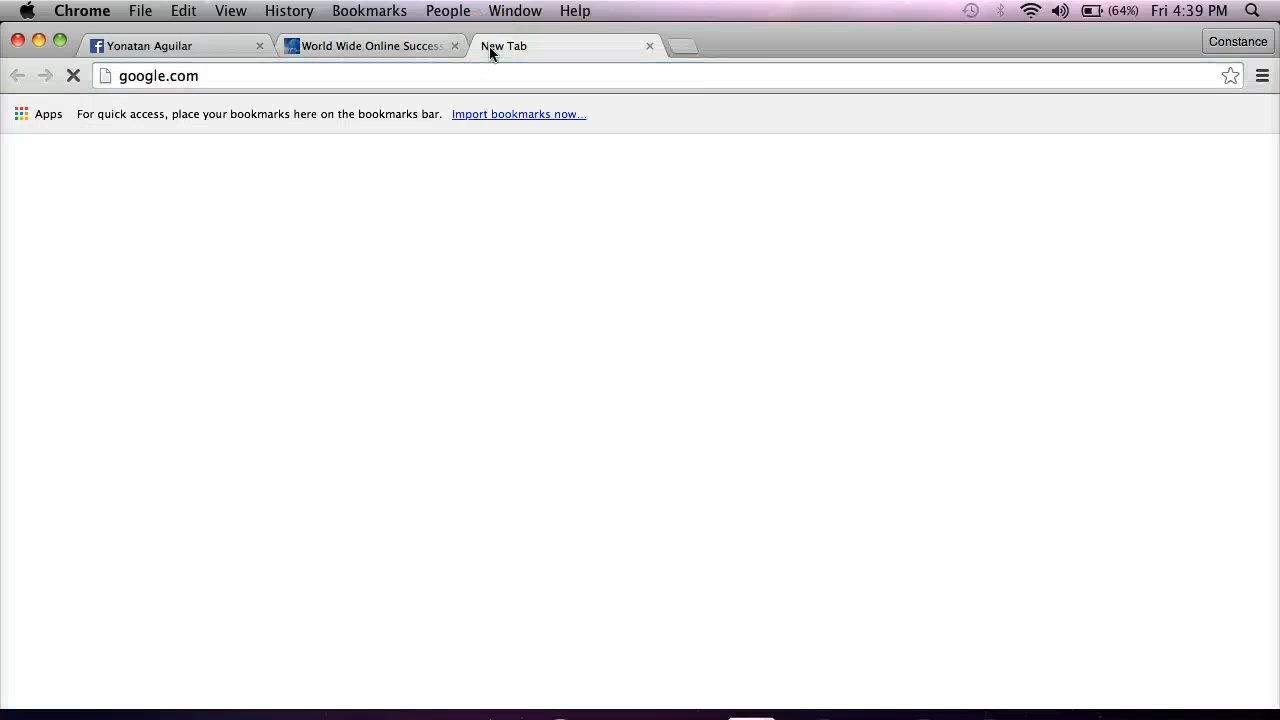 Chrome File Edit View History Bookmarks People Window Help (64%) Fri 4:39 PM
Yonatan Aguilar World Wide Online Success New Tab Constance
google.com
Apps For quick access, place your bookmarks here on the bookmarks bar. Import bookmarks now...